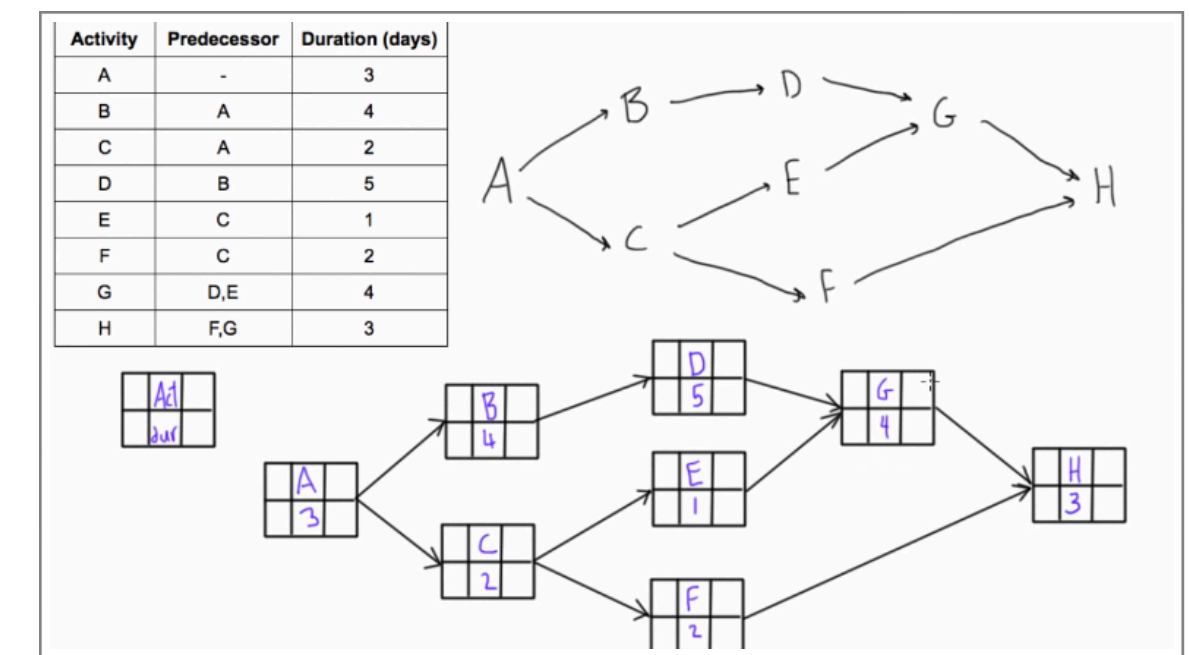 Activity Predecessor Duration (days)
A - 3
B A 4
C A 2
D B 5
E C 1
F C 2
G D,E 4
H F,G 3
B D G
A E H
C F
Act
dur
A
3
B
4
C
2
D
5
E
1
F
2
G
4
H
3